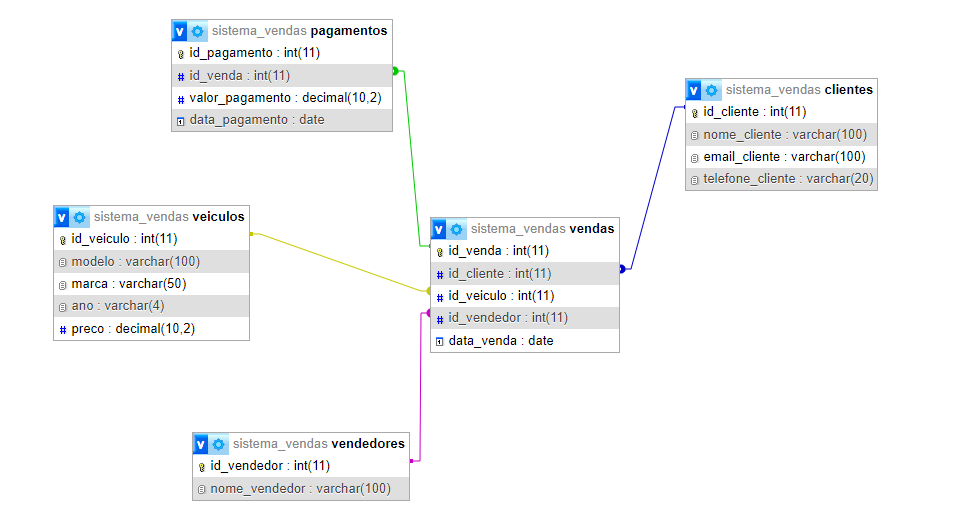 sistema_vendas pagamentos
id_pagamento : int(11)
# id_venda : int(11)
# valor_pagamento : decimal(10,2)
data_pagamento : date
sistema_vendas clientes
id_cliente : int(11)
nome_cliente : varchar(100)
email_cliente : varchar(100)
telefone_cliente : varchar(20)
sistema_vendas veiculos
id_veiculo : int(11)
modelo : varchar(100)
marca : varchar(50)
ano : varchar(4)
# preco : decimal(10,2)
sistema_vendas vendas
id_venda : int(11)
# id_cliente : int(11)
# id_veiculo : int(11)
# id_vendedor : int(11)
data_venda : date
sistema_vendas vendedores
id_vendedor : int(11)
nome_vendedor : varchar(100)